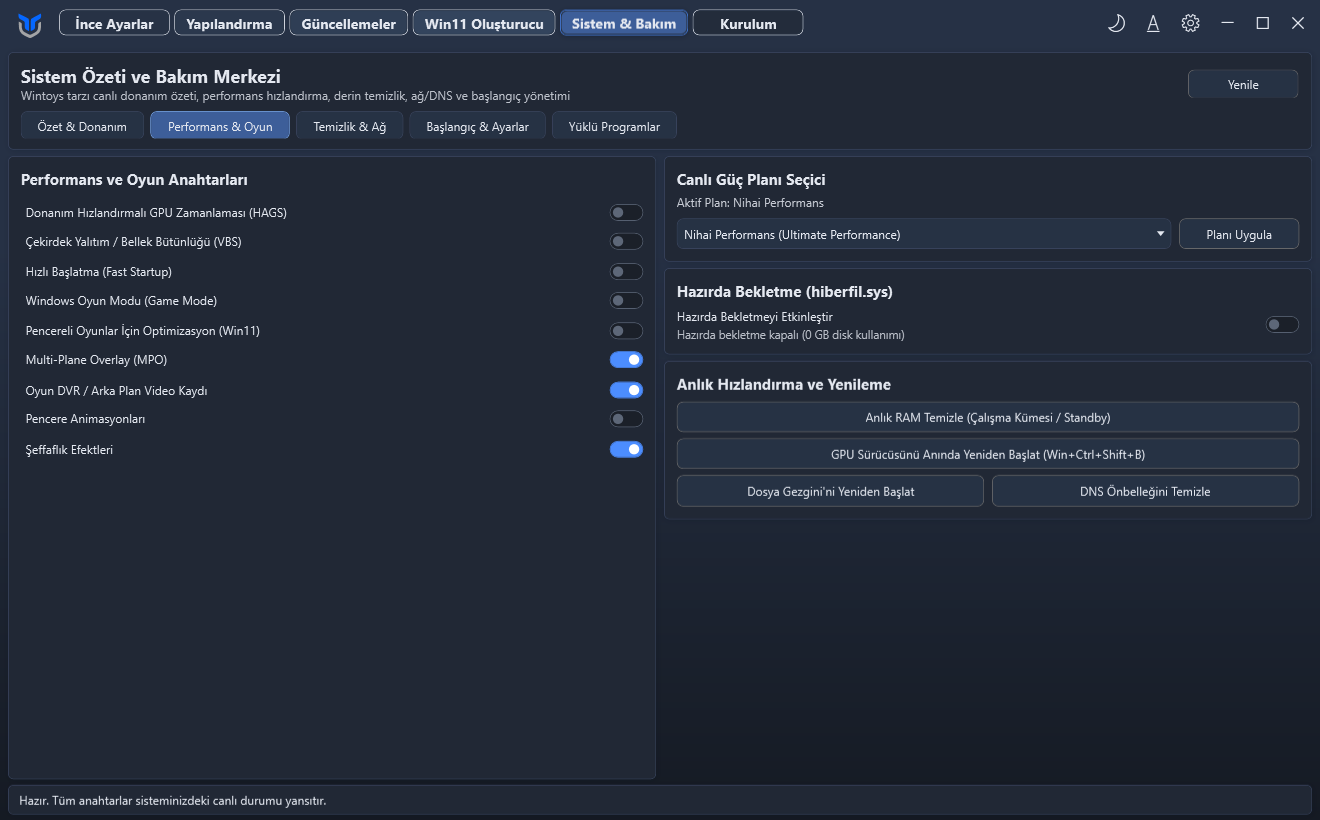 İnce Ayarlar
Yapılandırma
Güncellemeler
Win11 Oluşturucu
Sistem & Bakım
Kurulum
Sistem Özeti ve Bakım Merkezi
Wintoys tarzı canlı donanım özeti, performans hızlandırma, derin temizlik, ağ/DNS ve başlangıç yönetimi
Yenile
Özet & Donanım
Performans & Oyun
Temizlik & Ağ
Başlangıç & Ayarlar
Yüklü Programlar
Performans ve Oyun Anahtarları
Donanım Hızlandırmalı GPU Zamanlaması (HAGS)
Çekirdek Yalıtım / Bellek Bütünlüğü (VBS)
Hızlı Başlatma (Fast Startup)
Windows Oyun Modu (Game Mode)
Pencereli Oyunlar İçin Optimizasyon (Win11)
Multi-Plane Overlay (MPO)
Oyun DVR / Arka Plan Video Kaydı
Pencere Animasyonları
Şeffaflık Efektleri
Canlı Güç Planı Seçici
Aktif Plan: Nihai Performans
Nihai Performans (Ultimate Performance)
Planı Uygula
Hazırda Bekletme (hiberfil.sys)
Hazırda Bekletmeyi Etkinleştir
Hazırda bekletme kapalı (0 GB disk kullanımı)
Anlık Hızlandırma ve Yenileme
Anlık RAM Temizle (Çalışma Kümesi / Standby)
GPU Sürücüsünü Anında Yeniden Başlat (Win+Ctrl+Shift+B)
Dosya Gezgini'ni Yeniden Başlat
DNS Önbelleğini Temizle
Hazır. Tüm anahtarlar sisteminizdeki canlı durumu yansıtır.